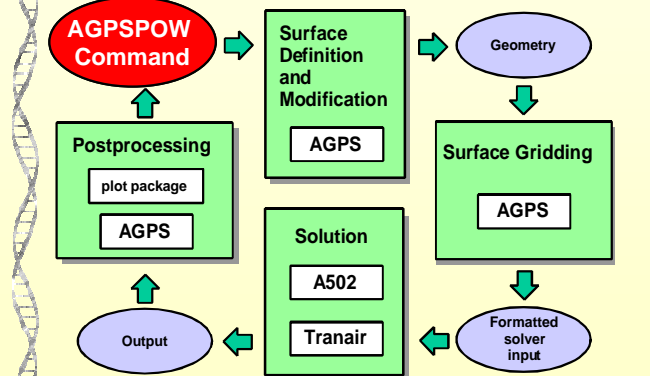 AGPSPOW
Command
Surface
Definition
and
Modification
AGPS
Geometry
Surface Gridding
AGPS
Formatted
solver
input
Solution
A502
Tranair
Output
Postprocessing
plot package
AGPS